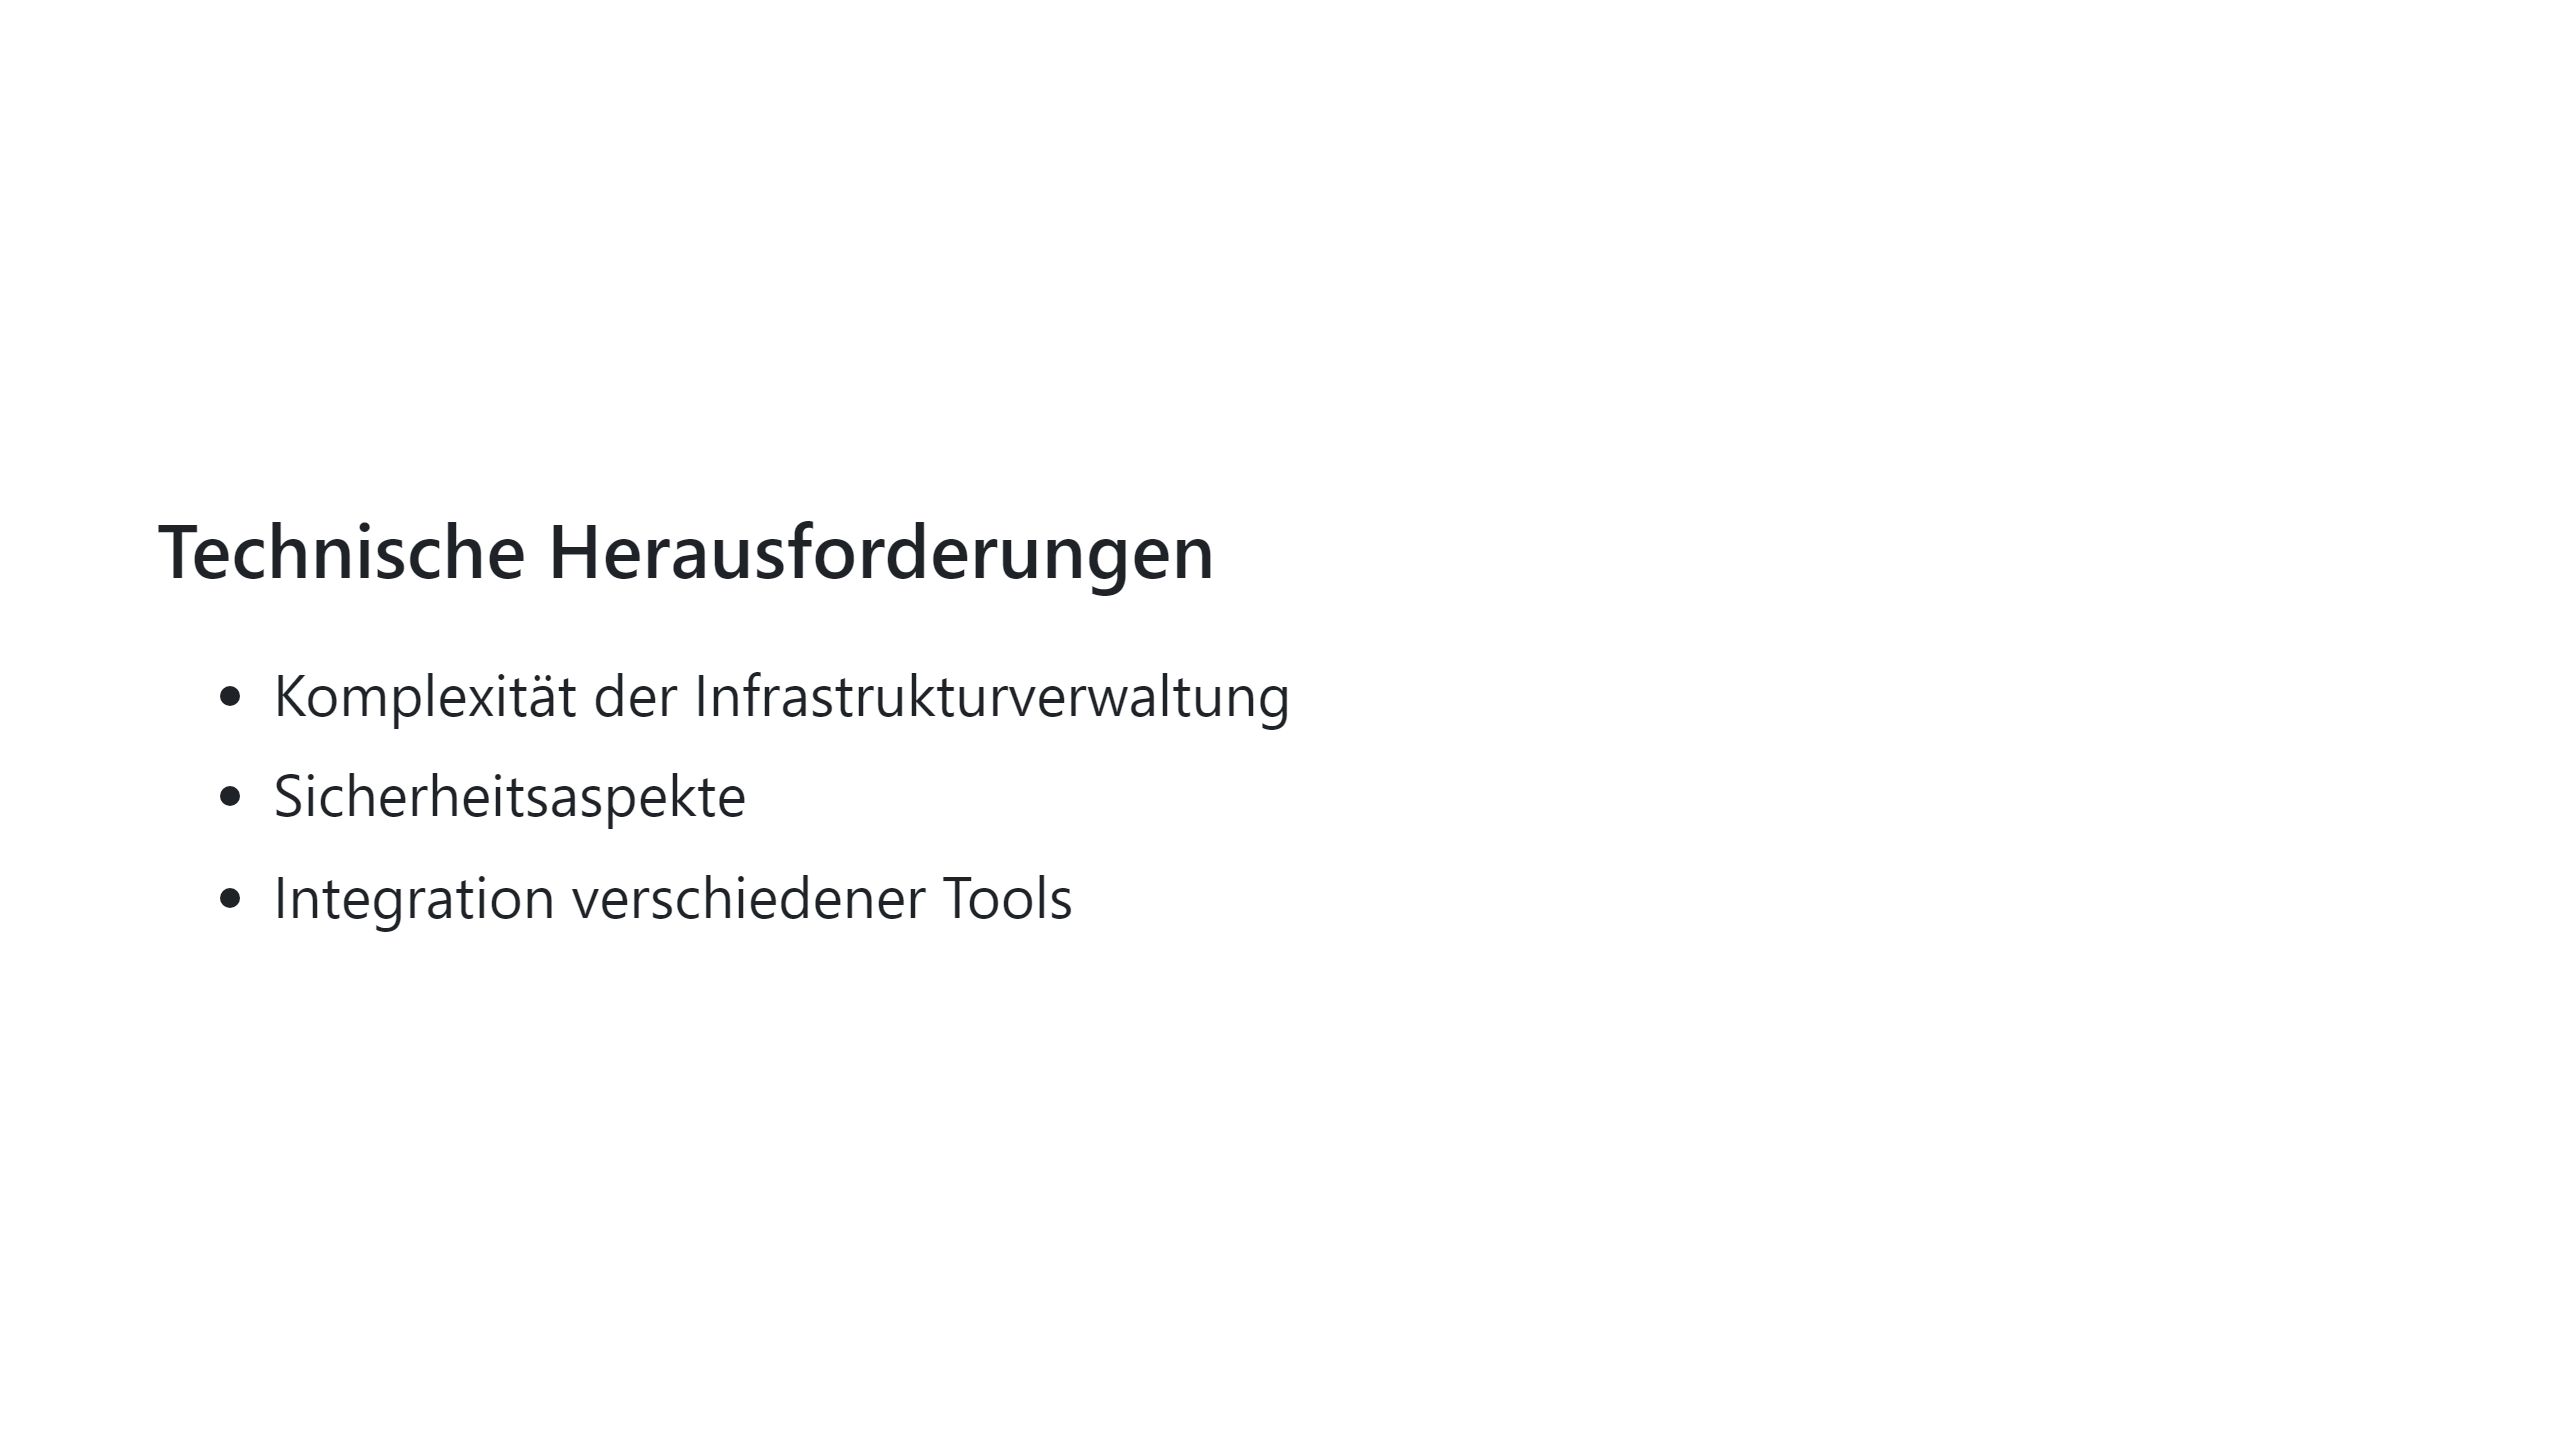 Technische Herausforderungen
• Komplexität der Infrastrukturverwaltung
• Sicherheitsaspekte
• Integration verschiedener Tools